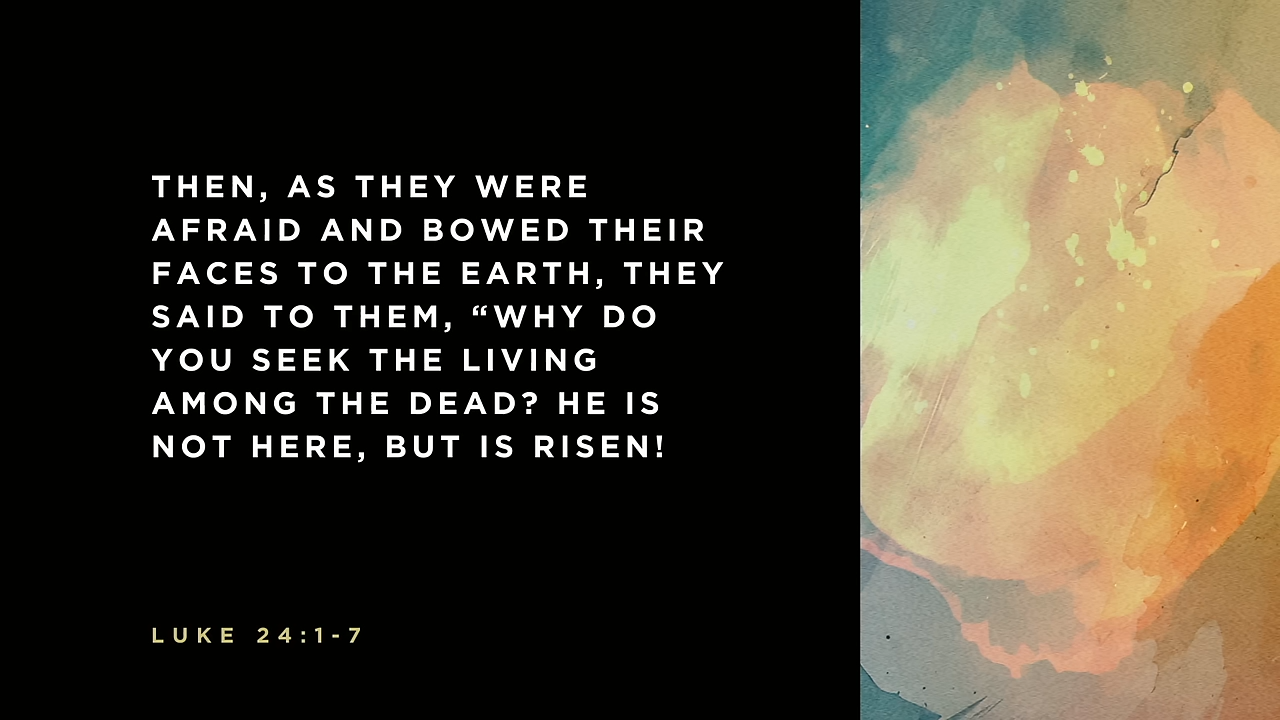 THEN, AS THEY WERE
AFRAID AND BOWED THEIR
FACES TO THE EARTH, THEY
SAID TO THEM, “WHY DO
YOU SEEK THE LIVING
AMONG THE DEAD? HE IS
NOT HERE, BUT IS RISEN!
LUKE 24:1-7